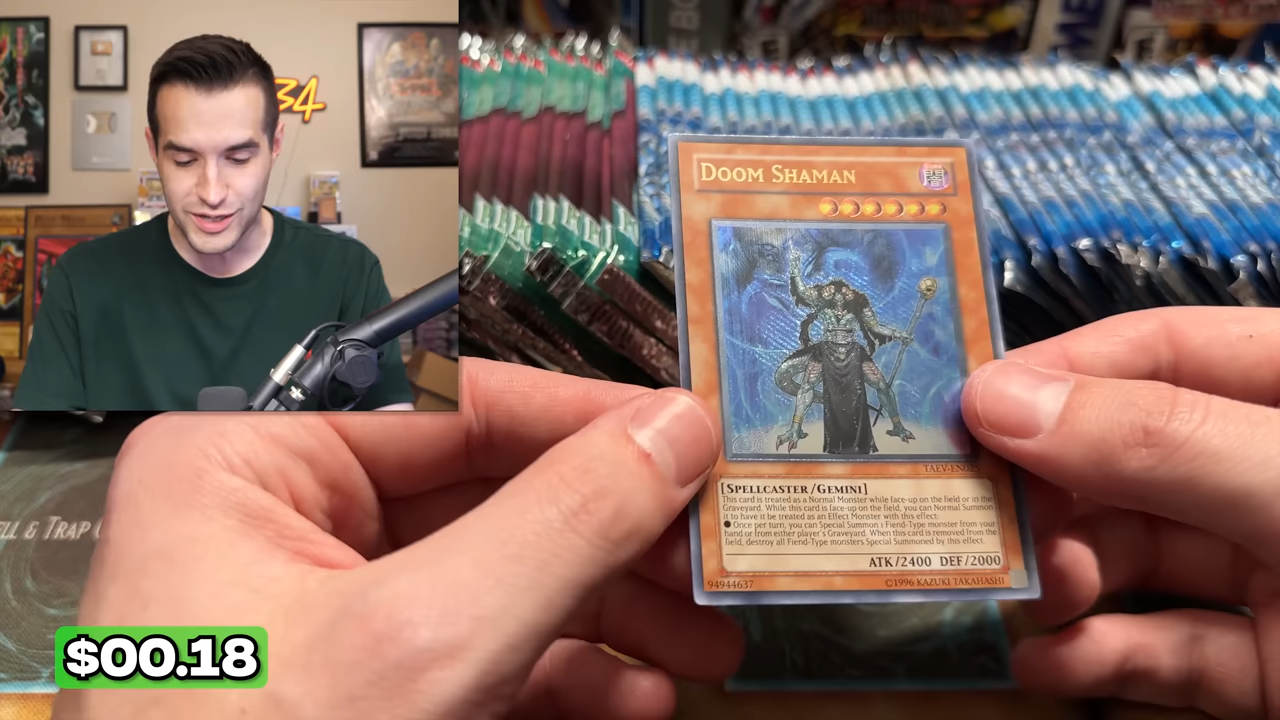 34
DOOM SHAMAN
闇
TAEV-EN025
[SPELLCASTER/GEMINI]
This card is treated as a Normal Monster while face-up on the field or in the
Graveyard. While this card is face-up on the field, you can Normal Summon
it to have it be treated as an Effect Monster with this effect:
● Once per turn, you can Special Summon 1 Fiend-Type monster from your
hand or from either player's Graveyard. When this card is removed from the
field, destroy all Fiend-Type monsters Special Summoned by this effect.
ATK/2400 DEF/2000
94944637
©1996 KAZUKI TAKAHASHI
ELL & TRAP
$00.18